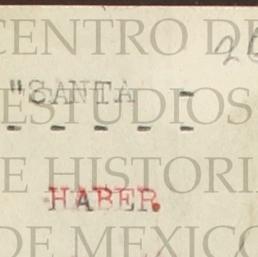 CENTRO DE
"SANTA -
ESTUDIOS
- - - - -
E HISTORI
HABER.
DE MEXICO